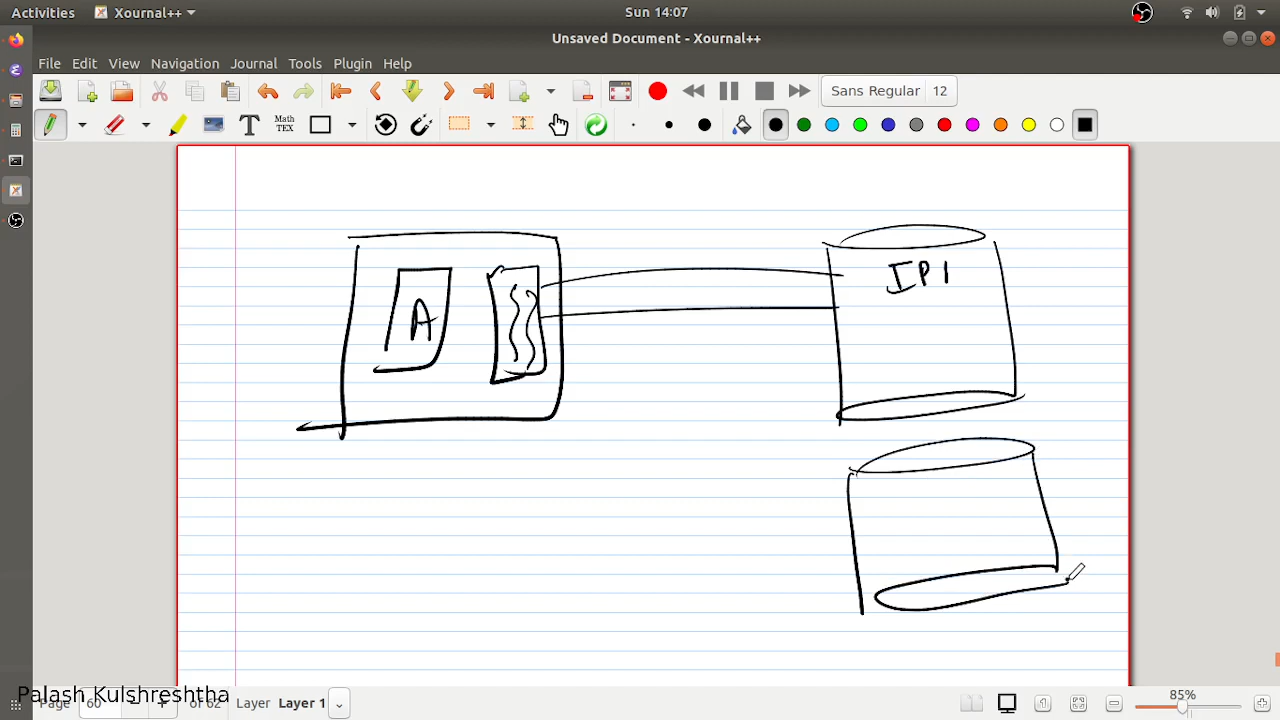 Activities Xournal++ Sun 14:07
Unsaved Document - Xournal++
File Edit View Navigation Journal Tools Plugin Help
Sans Regular 12
Math
TEX
IP1
A
Palash Kulshreshtha
Page 60 of 62 Layer Layer 1 85%